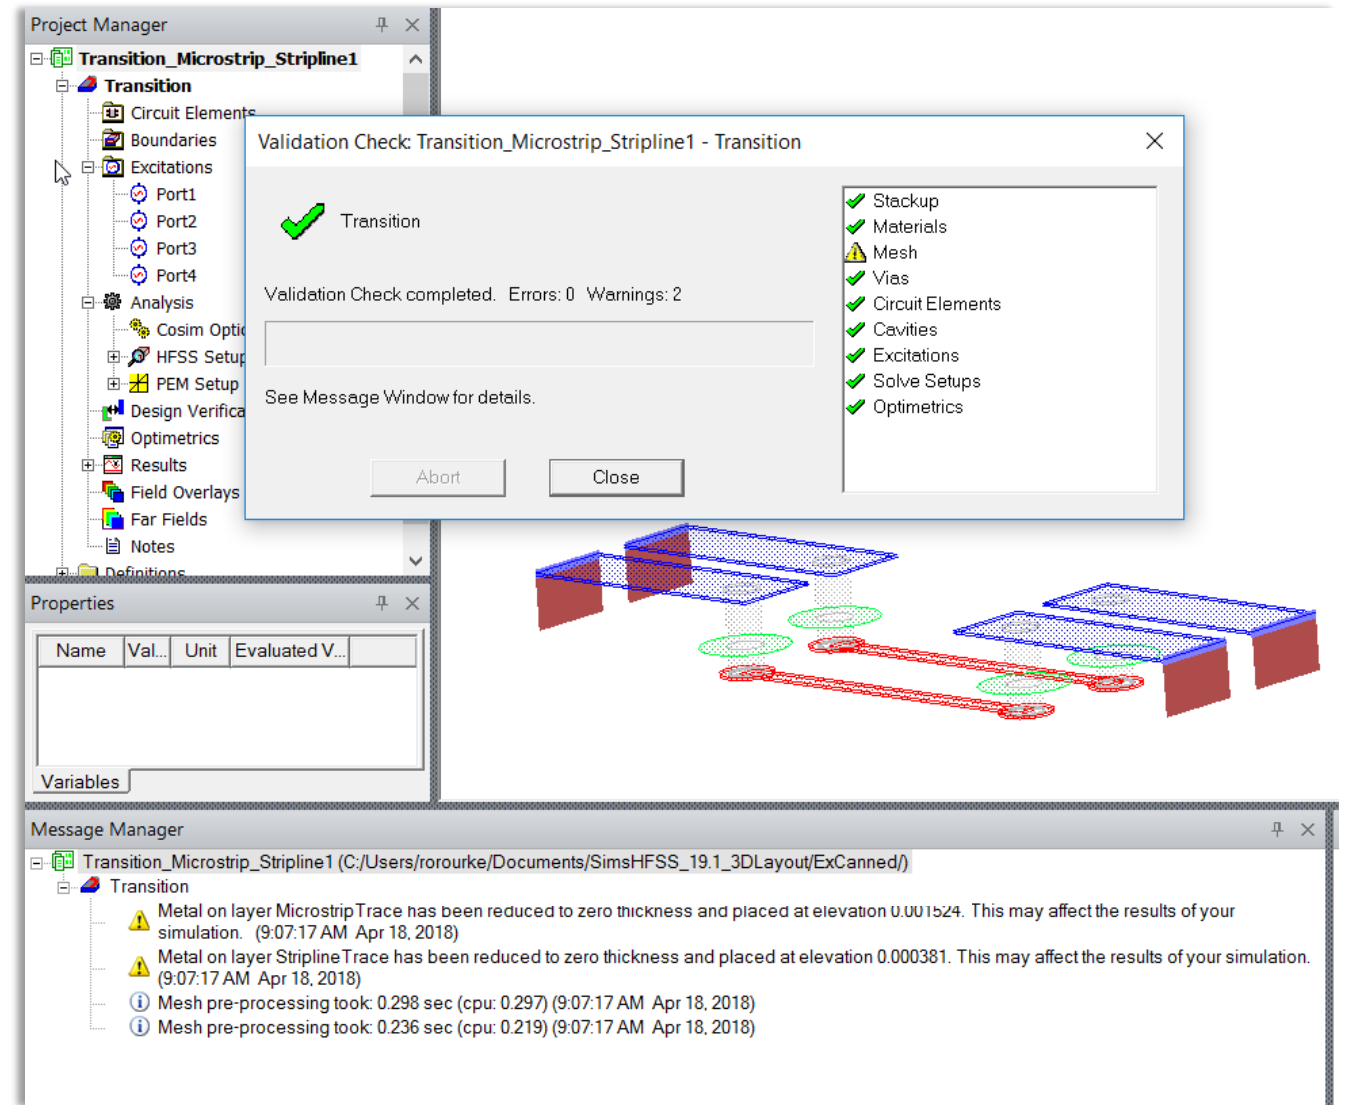 Project Manager
Transition_Microstrip_Stripline1
Transition
Circuit Elements
Boundaries
Excitations
Port1
Port2
Port3
Port4
Analysis
Cosim Optic
HFSS Setup
PEM Setup
Design Verifica
Optimetrics
Results
Field Overlays
Far Fields
Notes
Definitions
Validation Check: Transition_Microstrip_Stripline1 - Transition
Transition
Validation Check completed. Errors: 0 Warnings: 2
See Message Window for details.
Abort
Close
Stackup
Materials
Mesh
Vias
Circuit Elements
Cavities
Excitations
Solve Setups
Optimetrics
Properties
Name Val... Unit Evaluated V...
Variables
Message Manager
Transition_Microstrip_Stripline1 (C:/Users/rorourke/Documents/SimsHFSS_19.1_3DLayout/ExCanned/)
Transition
Metal on layer MicrostripTrace has been reduced to zero thickness and placed at elevation 0.001524. This may affect the results of your
simulation. (9:07:17 AM Apr 18, 2018)
Metal on layer StriplineTrace has been reduced to zero thickness and placed at elevation 0.000381. This may affect the results of your simulation.
(9:07:17 AM Apr 18, 2018)
Mesh pre-processing took: 0.298 sec (cpu: 0.297) (9:07:17 AM Apr 18, 2018)
Mesh pre-processing took: 0.236 sec (cpu: 0.219) (9:07:17 AM Apr 18, 2018)